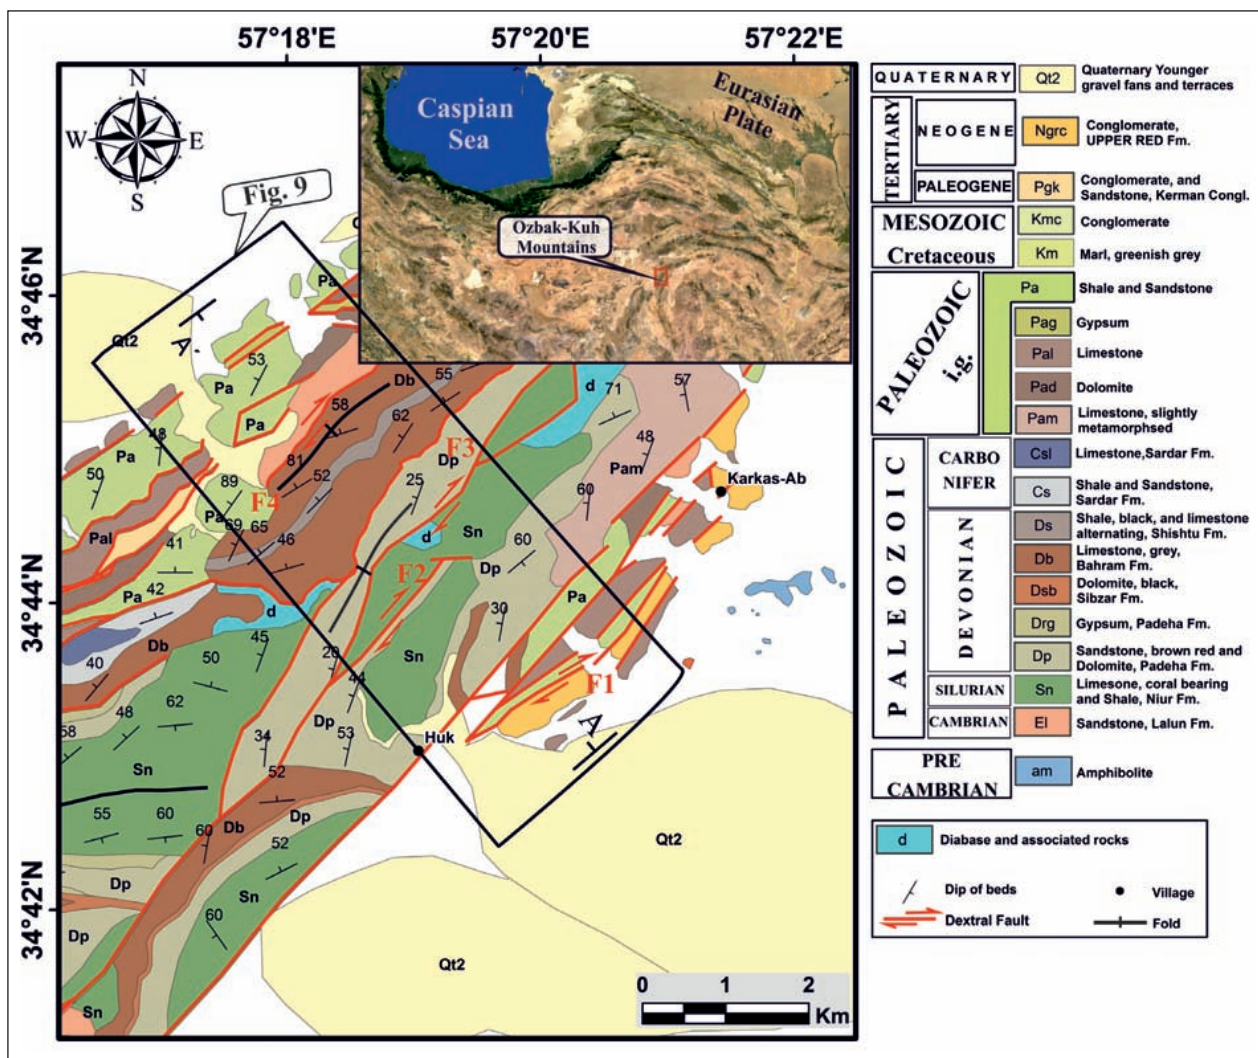 57°18'E
57°20'E
57°22'E
34°46'N
34°44'N
34°42'N
N
W
E
S
Fig. 9
Caspian
Sea
Eurasian
Plate
Ozbak-Kuh
Mountains
Qt2
A'
Pa
53
Pa
Pa
Pa
48
50
Pa
Pal
41
Pa
42
89
Pa
69
65
46
F4
81
52
58
62
Db
55
Dp
F3
25
d
71
57
48
Pam
60
Sn
60
Dp
d
F2
Karkas-Ab
Pa
30
Sn
F1
A
Huk
d
Db
40
45
50
62
48
58
Sn
55
60
60
20
44
Dp
34
53
52
Db
Dp
52
Sn
60
Dp
Dp
Sn
Qt2
Qt2
0 1 2
Km
QUATERNARY
Qt2
Quaternary Younger
gravel fans and terraces
TERTIARY
NEOGENE
Ngrc
Conglomerate,
UPPER RED Fm.
PALEOGENE
Pgk
Conglomerate, and
Sandstone, Kerman Congl.
MESOZOIC
Cretaceous
Kmc
Conglomerate
Km
Marl, greenish grey
PALEOZOIC
i.g.
Pa
Shale and Sandstone
Pag
Gypsum
Pal
Limestone
Pad
Dolomite
Pam
Limestone, slightly
metamorphsed
PALEOZOIC
CARBO
NIFER
Csl
Limestone,Sardar Fm.
Cs
Shale and Sandstone,
Sardar Fm.
DEVONIAN
Ds
Shale, black, and limestone
alternating, Shishtu Fm.
Db
Limestone, grey,
Bahram Fm.
Dsb
Dolomite, black,
Sibzar Fm.
Drg
Gypsum, Padeha Fm.
Dp
Sandstone, brown red and
Dolomite, Padeha Fm.
SILURIAN
Sn
Limesone, coral bearing
and Shale, Niur Fm.
CAMBRIAN
El
Sandstone, Lalun Fm.
PRE
CAMBRIAN
am
Amphibolite
d
Diabase and associated rocks
Dip of beds
Village
Dextral Fault
Fold